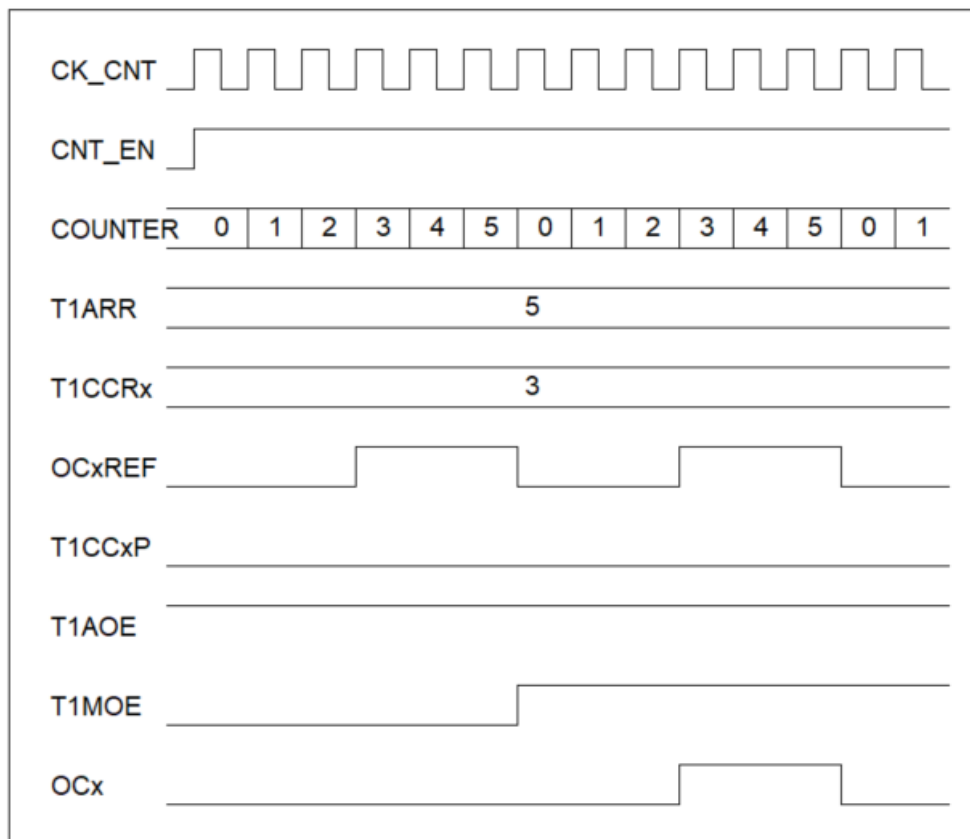 CK_CNT
CNT_EN
COUNTER 0 1 2 3 4 5 0 1 2 3 4 5 0 1
T1ARR 5
T1CCRx 3
OCxREF
T1CCxP
T1AOE
T1MOE
OCx